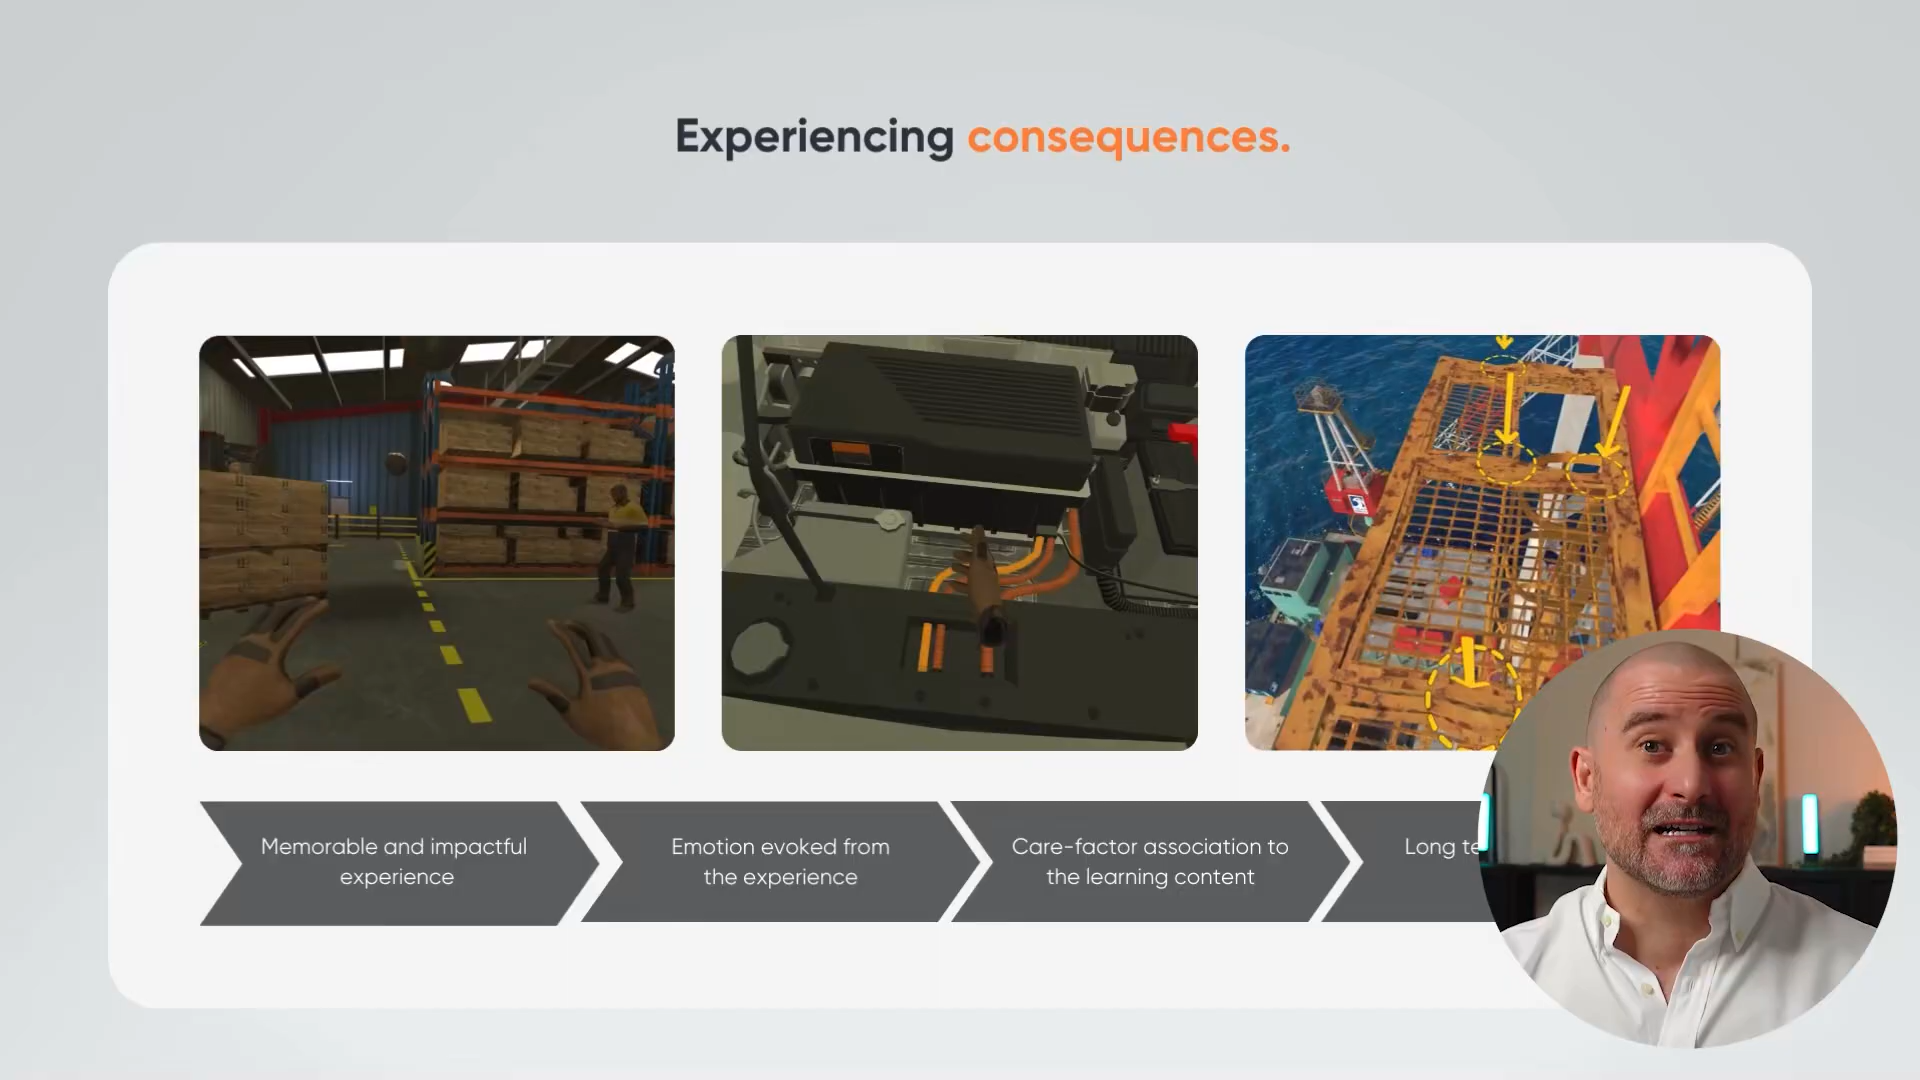 Experiencing consequences.
Memorable and impactful
experience
Emotion evoked from
the experience
Care-factor association to
the learning content
Long